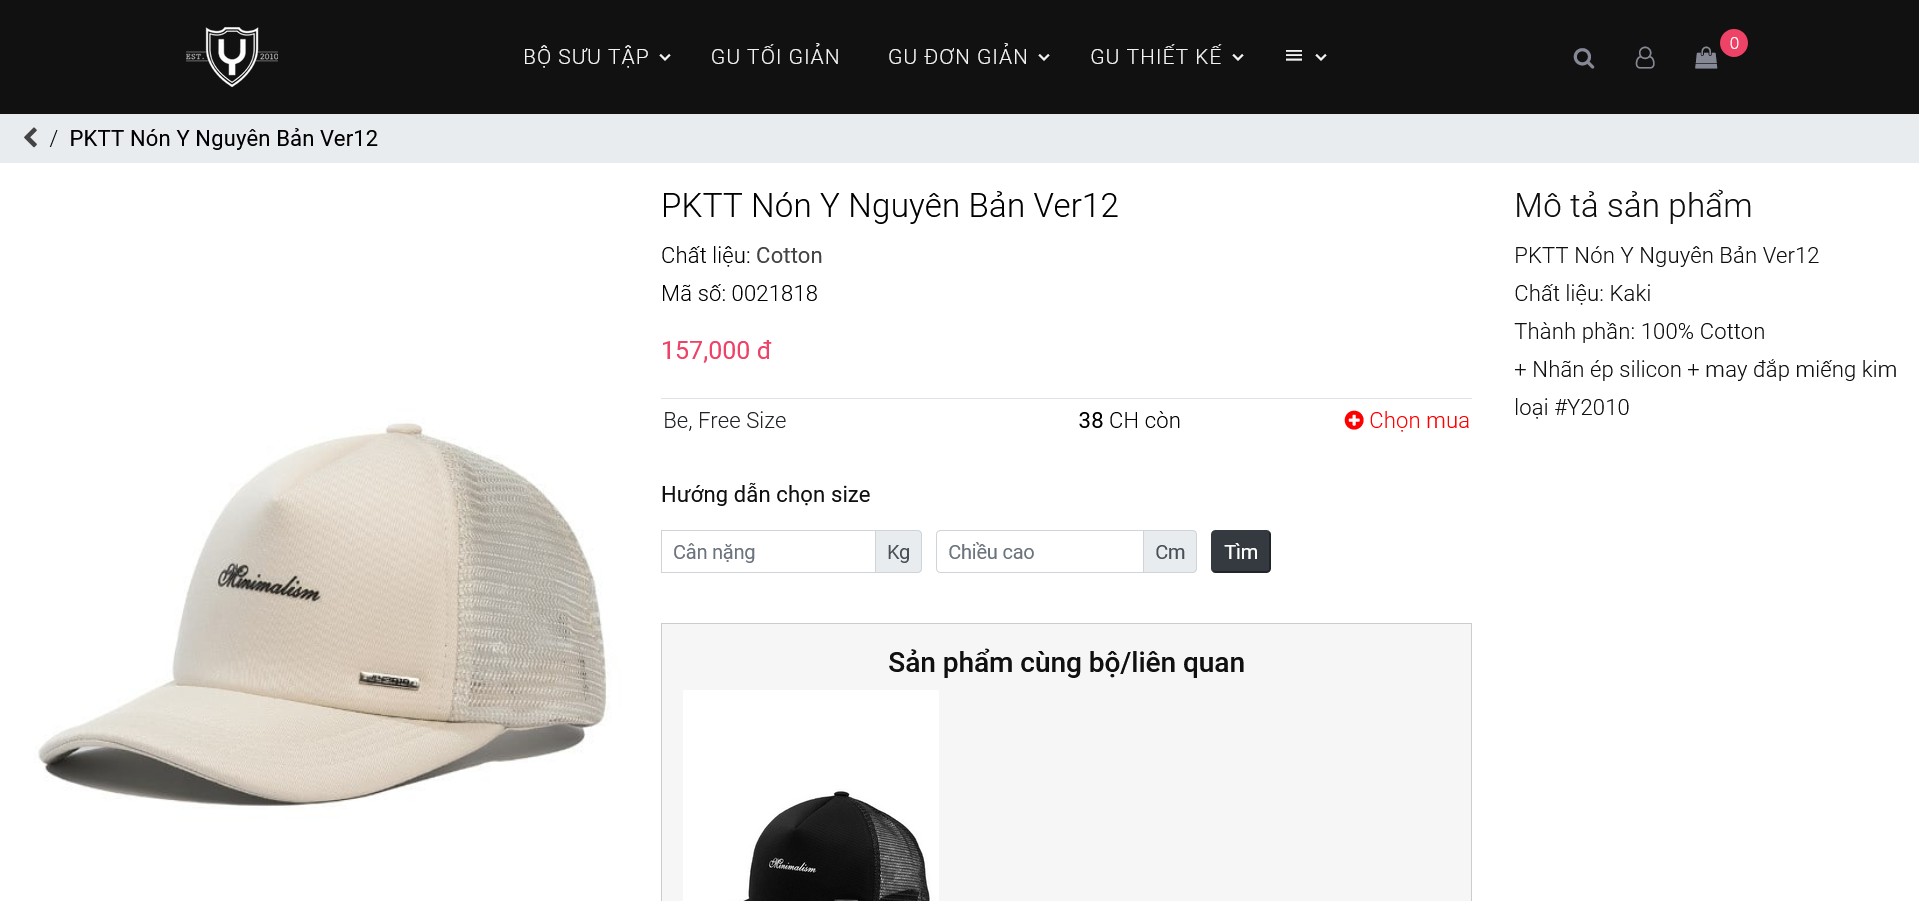 EST. Y 2010
BỘ SƯU TẬP
GU TỐI GIẢN
GU ĐƠN GIẢN
GU THIẾT KẾ
0
/ PKTT Nón Y Nguyên Bản Ver12
PKTT Nón Y Nguyên Bản Ver12
Chất liệu: Cotton
Mã số: 0021818
157,000 đ
Be, Free Size
38 CH còn
Chọn mua
Hướng dẫn chọn size
Cân nặng
Kg
Chiều cao
Cm
Tìm
Sản phẩm cùng bộ/liên quan
Minimalism
Mô tả sản phẩm
PKTT Nón Y Nguyên Bản Ver12
Chất liệu: Kaki
Thành phần: 100% Cotton
+ Nhãn ép silicon + may đắp miếng kim
loại #Y2010
Minimalism